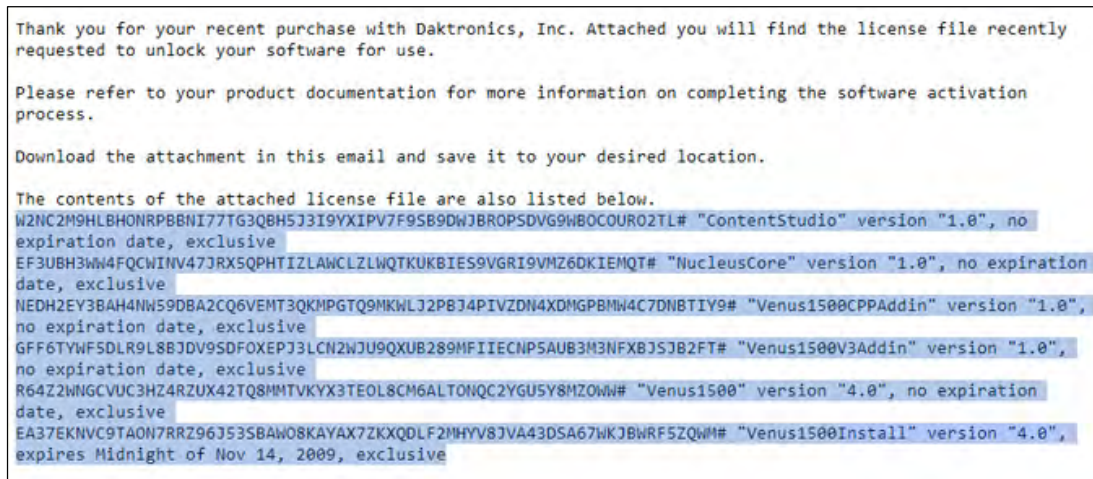 Thank you for your recent purchase with Daktronics, Inc. Attached you will find the license file recently
requested to unlock your software for use.
Please refer to your product documentation for more information on completing the software activation
process.
Download the attachment in this email and save it to your desired location.
The contents of the attached license file are also listed below.
W2NC2M9HLBHONRPBBNI77TG3QBH5J3I9YXIPV7F9SB9DWJBROPSDVG9WBOCOURO2TL# "ContentStudio" version "1.0", no
expiration date, exclusive
EF3UBH3WW4FQCWINV47JRX5QPHTIZLAWCLZLWQTKUKBIES9VGRI9VMZ6DKIEMQT# "NucleusCore" version "1.0", no expiration
date, exclusive
NEDH2EY3BAH4NW59DBA2CQ6VEMT3QKMPGTQ9MKWLJ2PBJ4PIVZDN4XDMGPBMW4C7DNBTIY9# "Venus1500CPPAddin" version "1.0",
no expiration date, exclusive
GFF6TYWF5DLR9L8BJDV9SDFOXEPJ3LCN2WJU9QXUB289MFIIECNP5AUB3M3NFXBJSJB2FT# "Venus1500V3Addin" version "1.0",
no expiration date, exclusive
R64Z2WNGCVUC3HZ4RZUX42TQ8MMTVKYX3TEOL8CM6ALTONQC2YGU5Y8MZOWW# "Venus1500" version "4.0", no expiration
date, exclusive
EA37EKNVC9TAON7RRZ96J53SBAWO8KAYAX7ZKXQDLF2MHYV8JVA43DSA67WKJBWRF5ZQWM# "Venus1500Install" version "4.0",
expires Midnight of Nov 14, 2009, exclusive